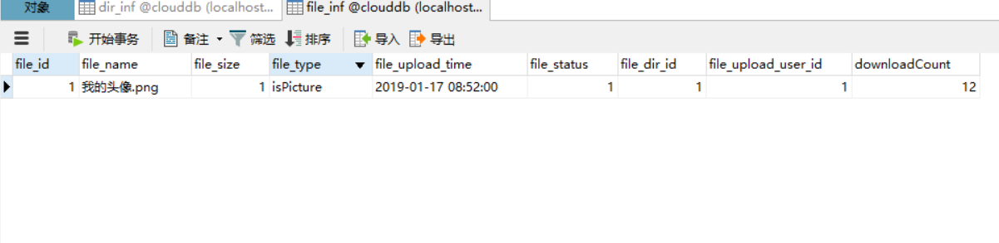 对象 dir_inf @clouddb (localhost... file_inf @clouddb (localhost...
开始事务 备注 筛选 排序 导入 导出
file_id file_name file_size file_type file_upload_time file_status file_dir_id file_upload_user_id downloadCount
1 我的头像.png 1 isPicture 2019-01-17 08:52:00 1 1 1 12